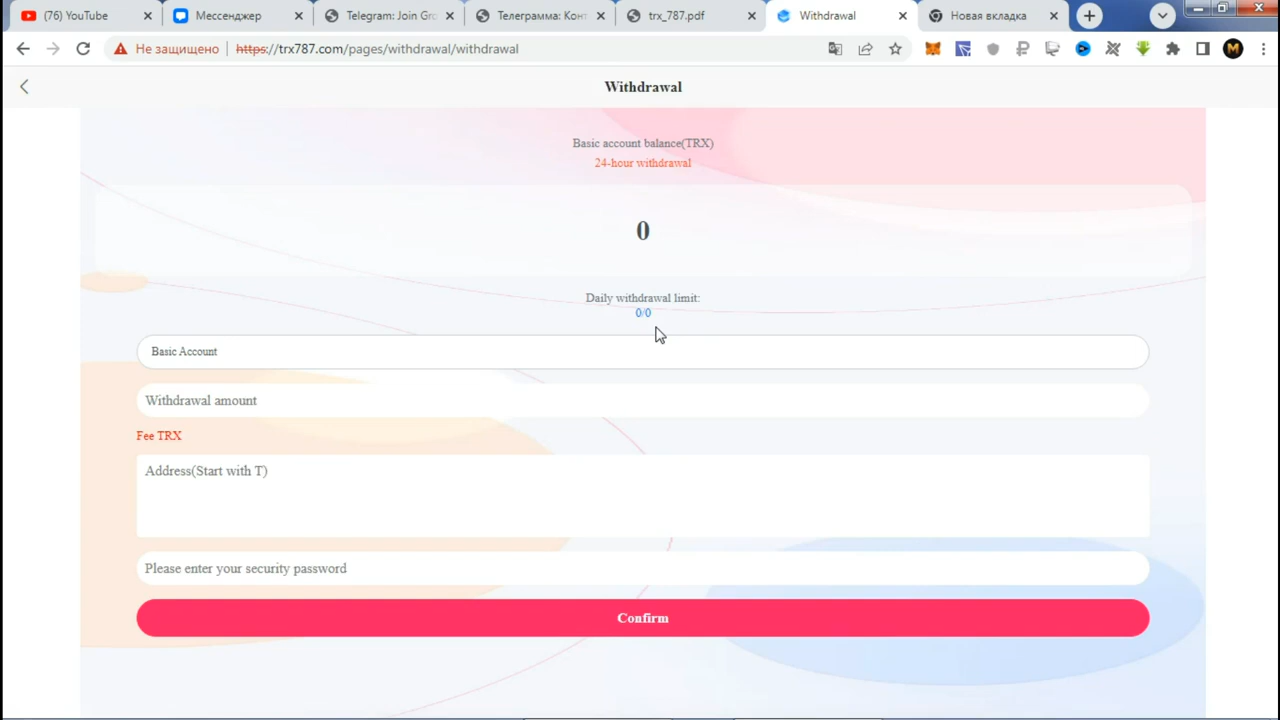 (76) YouTube
Мессенджер
Telegram: Join Gro
Телеграмма: Конт
trx_787.pdf
Withdrawal
Новая вкладка
Не защищено
https://trx787.com/pages/withdrawal/withdrawal
M
Withdrawal
Basic account balance(TRX)
24-hour withdrawal
0
Daily withdrawal limit:
0/0
Basic Account
Withdrawal amount
Fee TRX
Address(Start with T)
Please enter your security password
Confirm